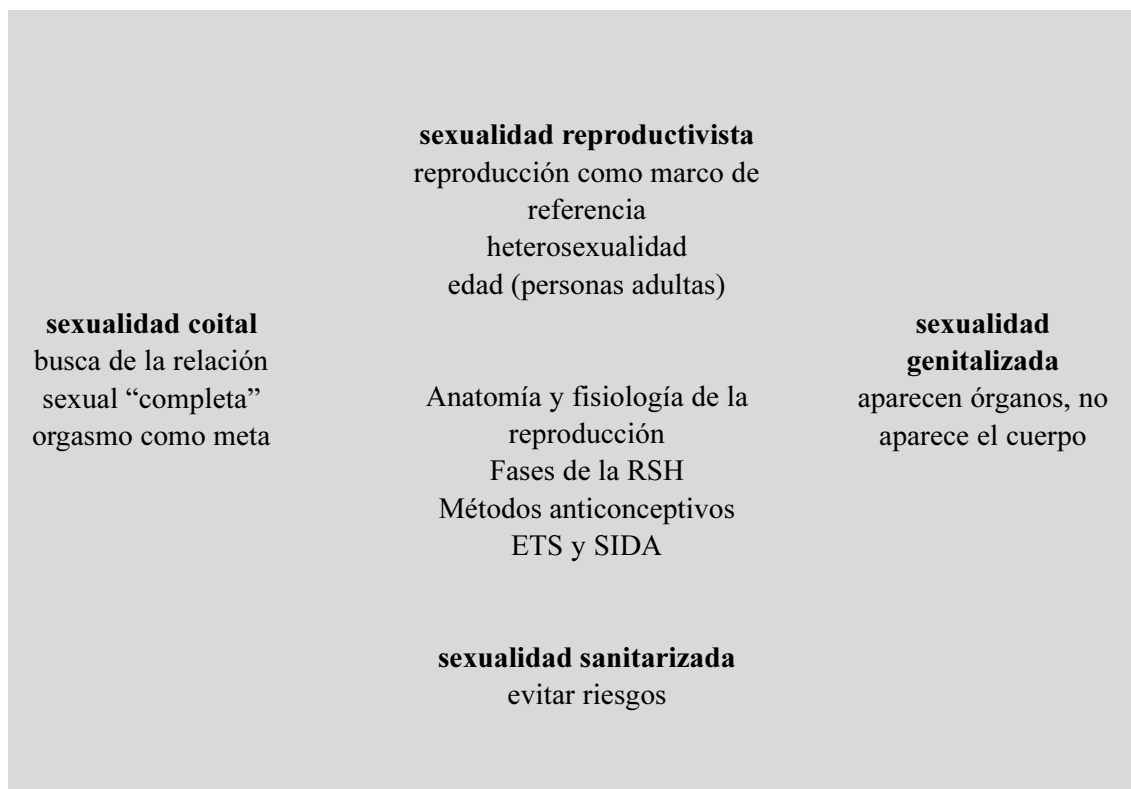 sexualidad reproductivista
reproducción como marco de
referencia
heterosexualidad
edad (personas adultas)
sexualidad coital
busca de la relación
sexual “completa”
orgasmo como meta
Anatomía y fisiología de la
reproducción
Fases de la RSH
Métodos anticonceptivos
ETS y SIDA
sexualidad
genitalizada
aparecen órganos, no
aparece el cuerpo
sexualidad sanitarizada
evitar riesgos